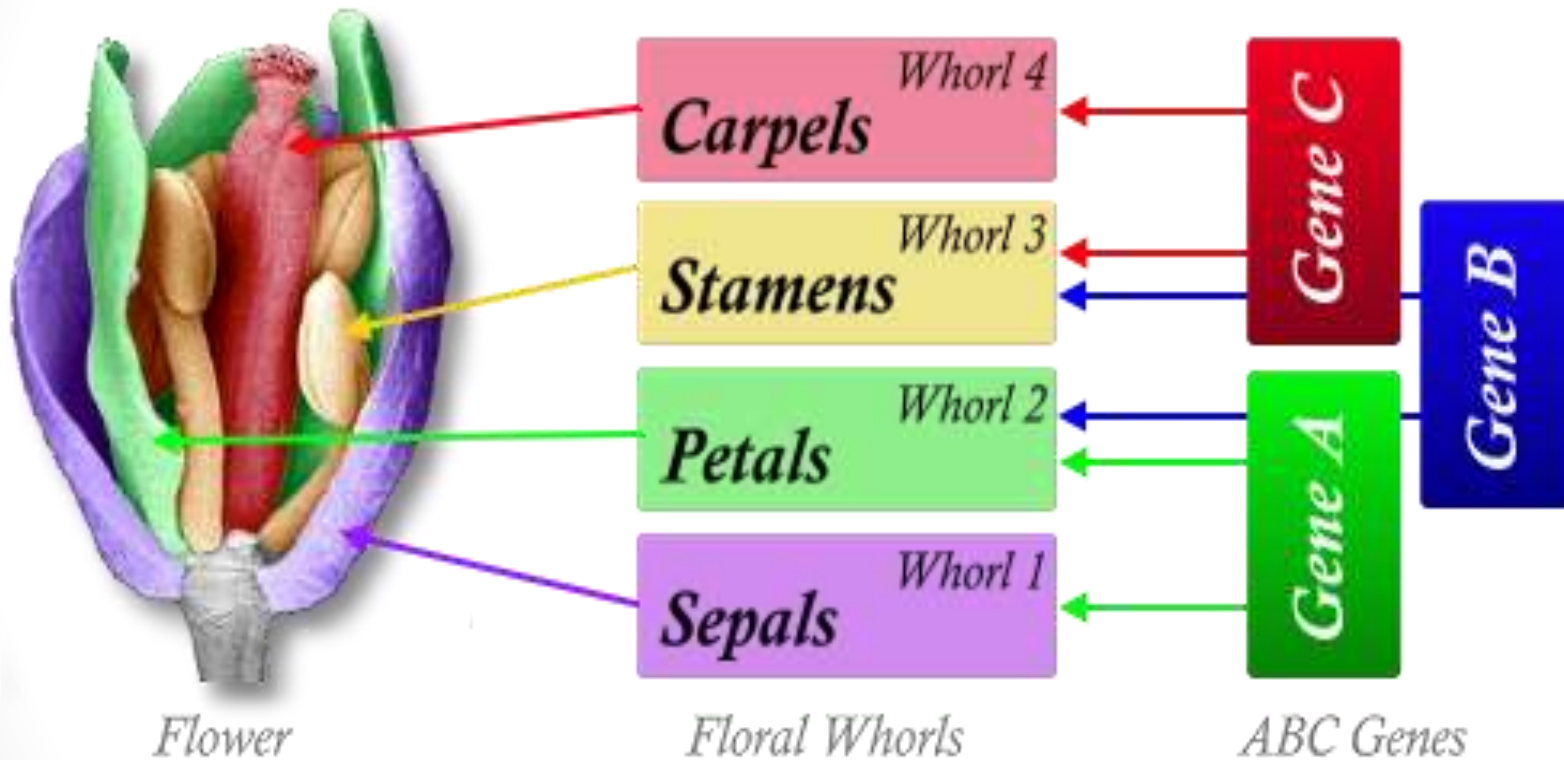 Whorl 4
Carpels
Whorl 3
Stamens
Whorl 2
Petals
Whorl 1
Sepals
Gene C
Gene B
Gene A
Flower
Floral Whorls
ABC Genes